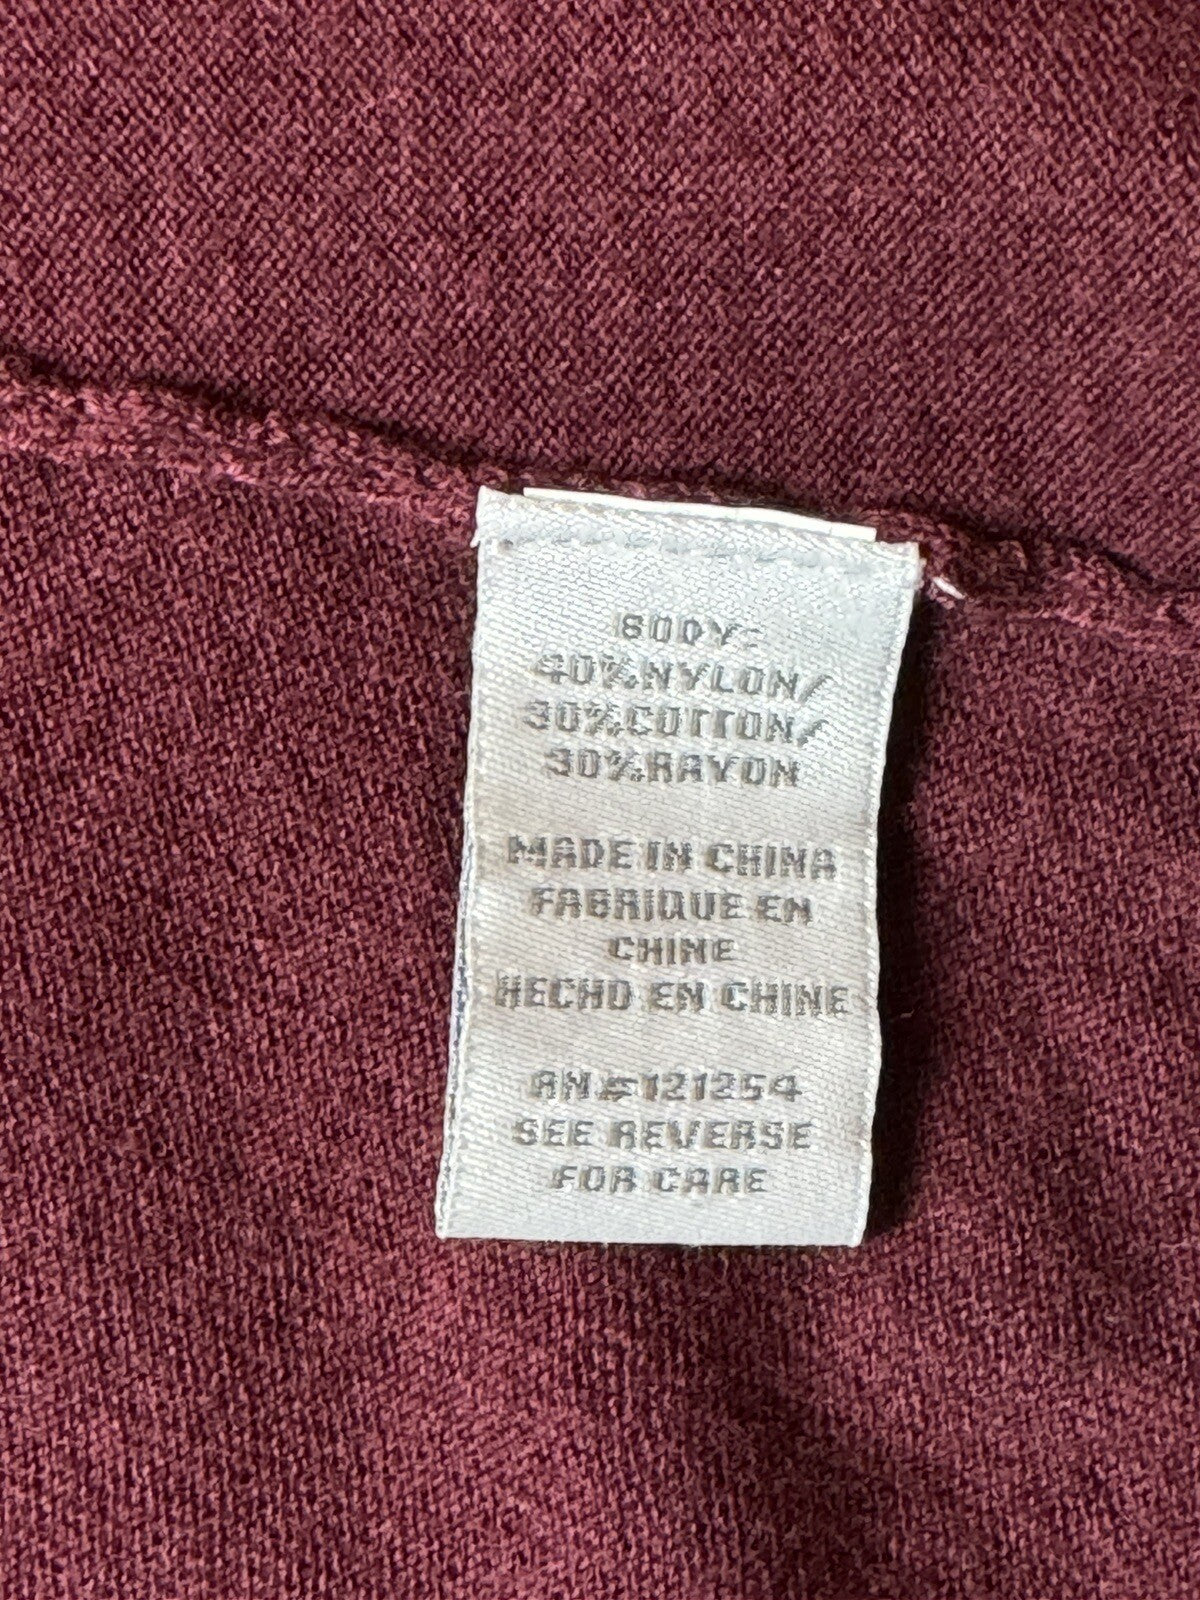 BODY:
40%NYLON/
30%COTTON/
30%RAYON
MADE IN CHINA
FABRIQUE EN
CHINE
HECHO EN CHINE
RN#121254
SEE REVERSE
FOR CARE